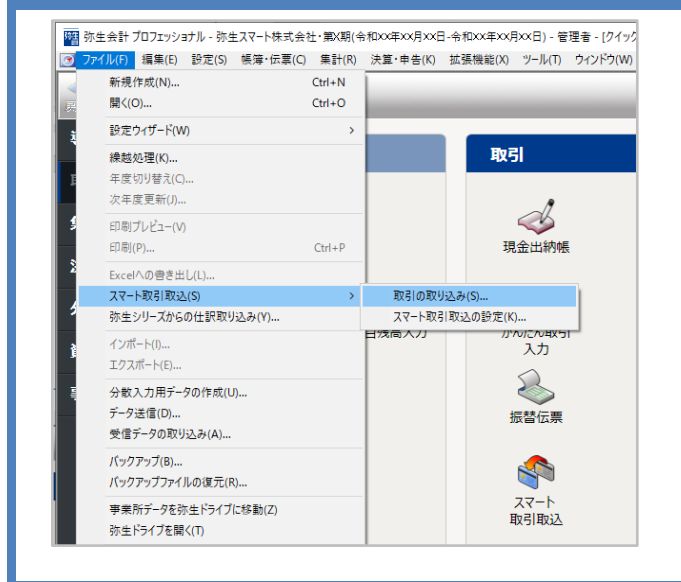 弥生会計 プロフェッショナル - 弥生スマート株式会社・第X期(令和xx年xx月xx日-令和xx年xx月xx日) - 管理者 - [クイック
ファイル(F) 編集(E) 設定(S) 帳簿・伝票(C) 集計(R) 決算・申告(K) 拡張機能(X) ツール(T) ウィンドウ(W)
新規作成(N)... Ctrl+N
開く(O)... Ctrl+O
設定ウィザード(W) >
繰越処理(K)...
年度切り替え(C)...
次年度更新(J)...
印刷プレビュー(V)
印刷(P)... Ctrl+P
Excelへの書き出し(L)...
スマート取引取込(S) >
弥生シリーズからの仕訳取り込み(Y)...
インポート(I)...
エクスポート(E)...
分散入力用データの作成(U)...
データ送信(D)...
受信データの取り込み(A)...
バックアップ(B)...
バックアップファイルの復元(R)...
事業所データを弥生ドライブに移動(Z)
弥生ドライブを開く(T)
取引の取り込み(S)...
スマート取引取込の設定(K)...
取引
現金出納帳
かんたん取引
入力
振替伝票
スマート
取引取込